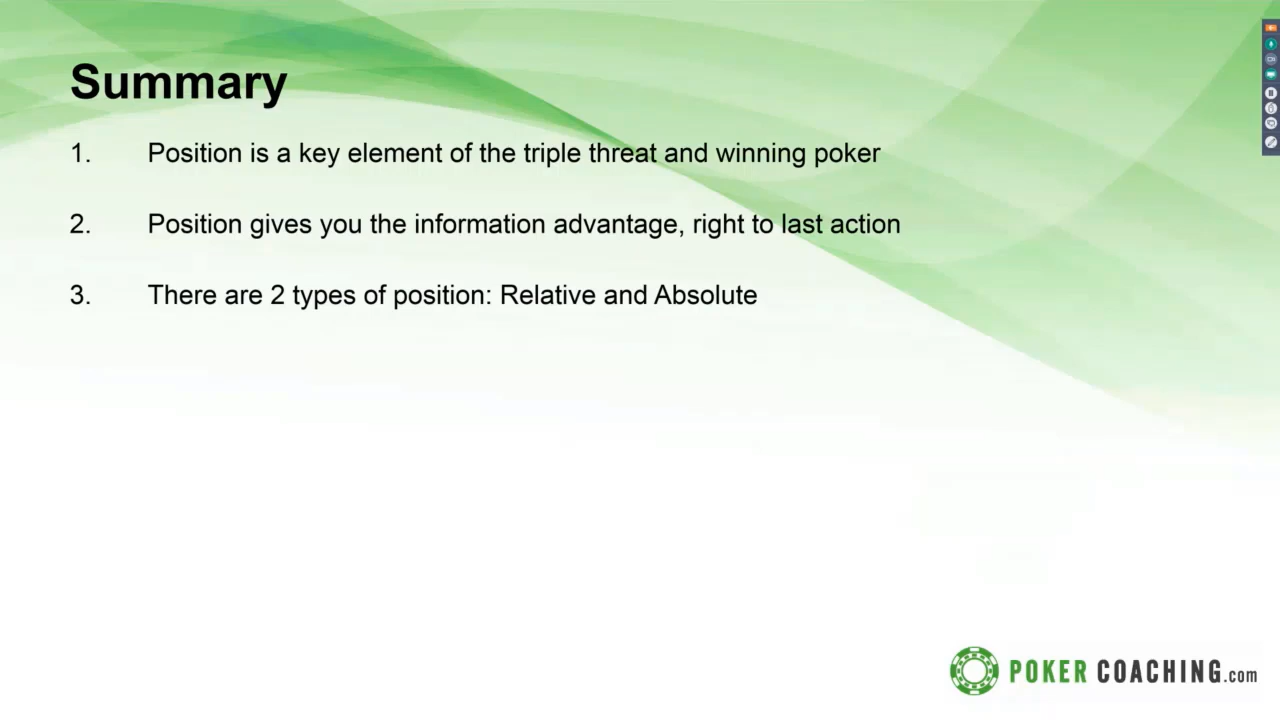 Summary
1. Position is a key element of the triple threat and winning poker
2. Position gives you the information advantage, right to last action
3. There are 2 types of position: Relative and Absolute
POKER COACHING.com